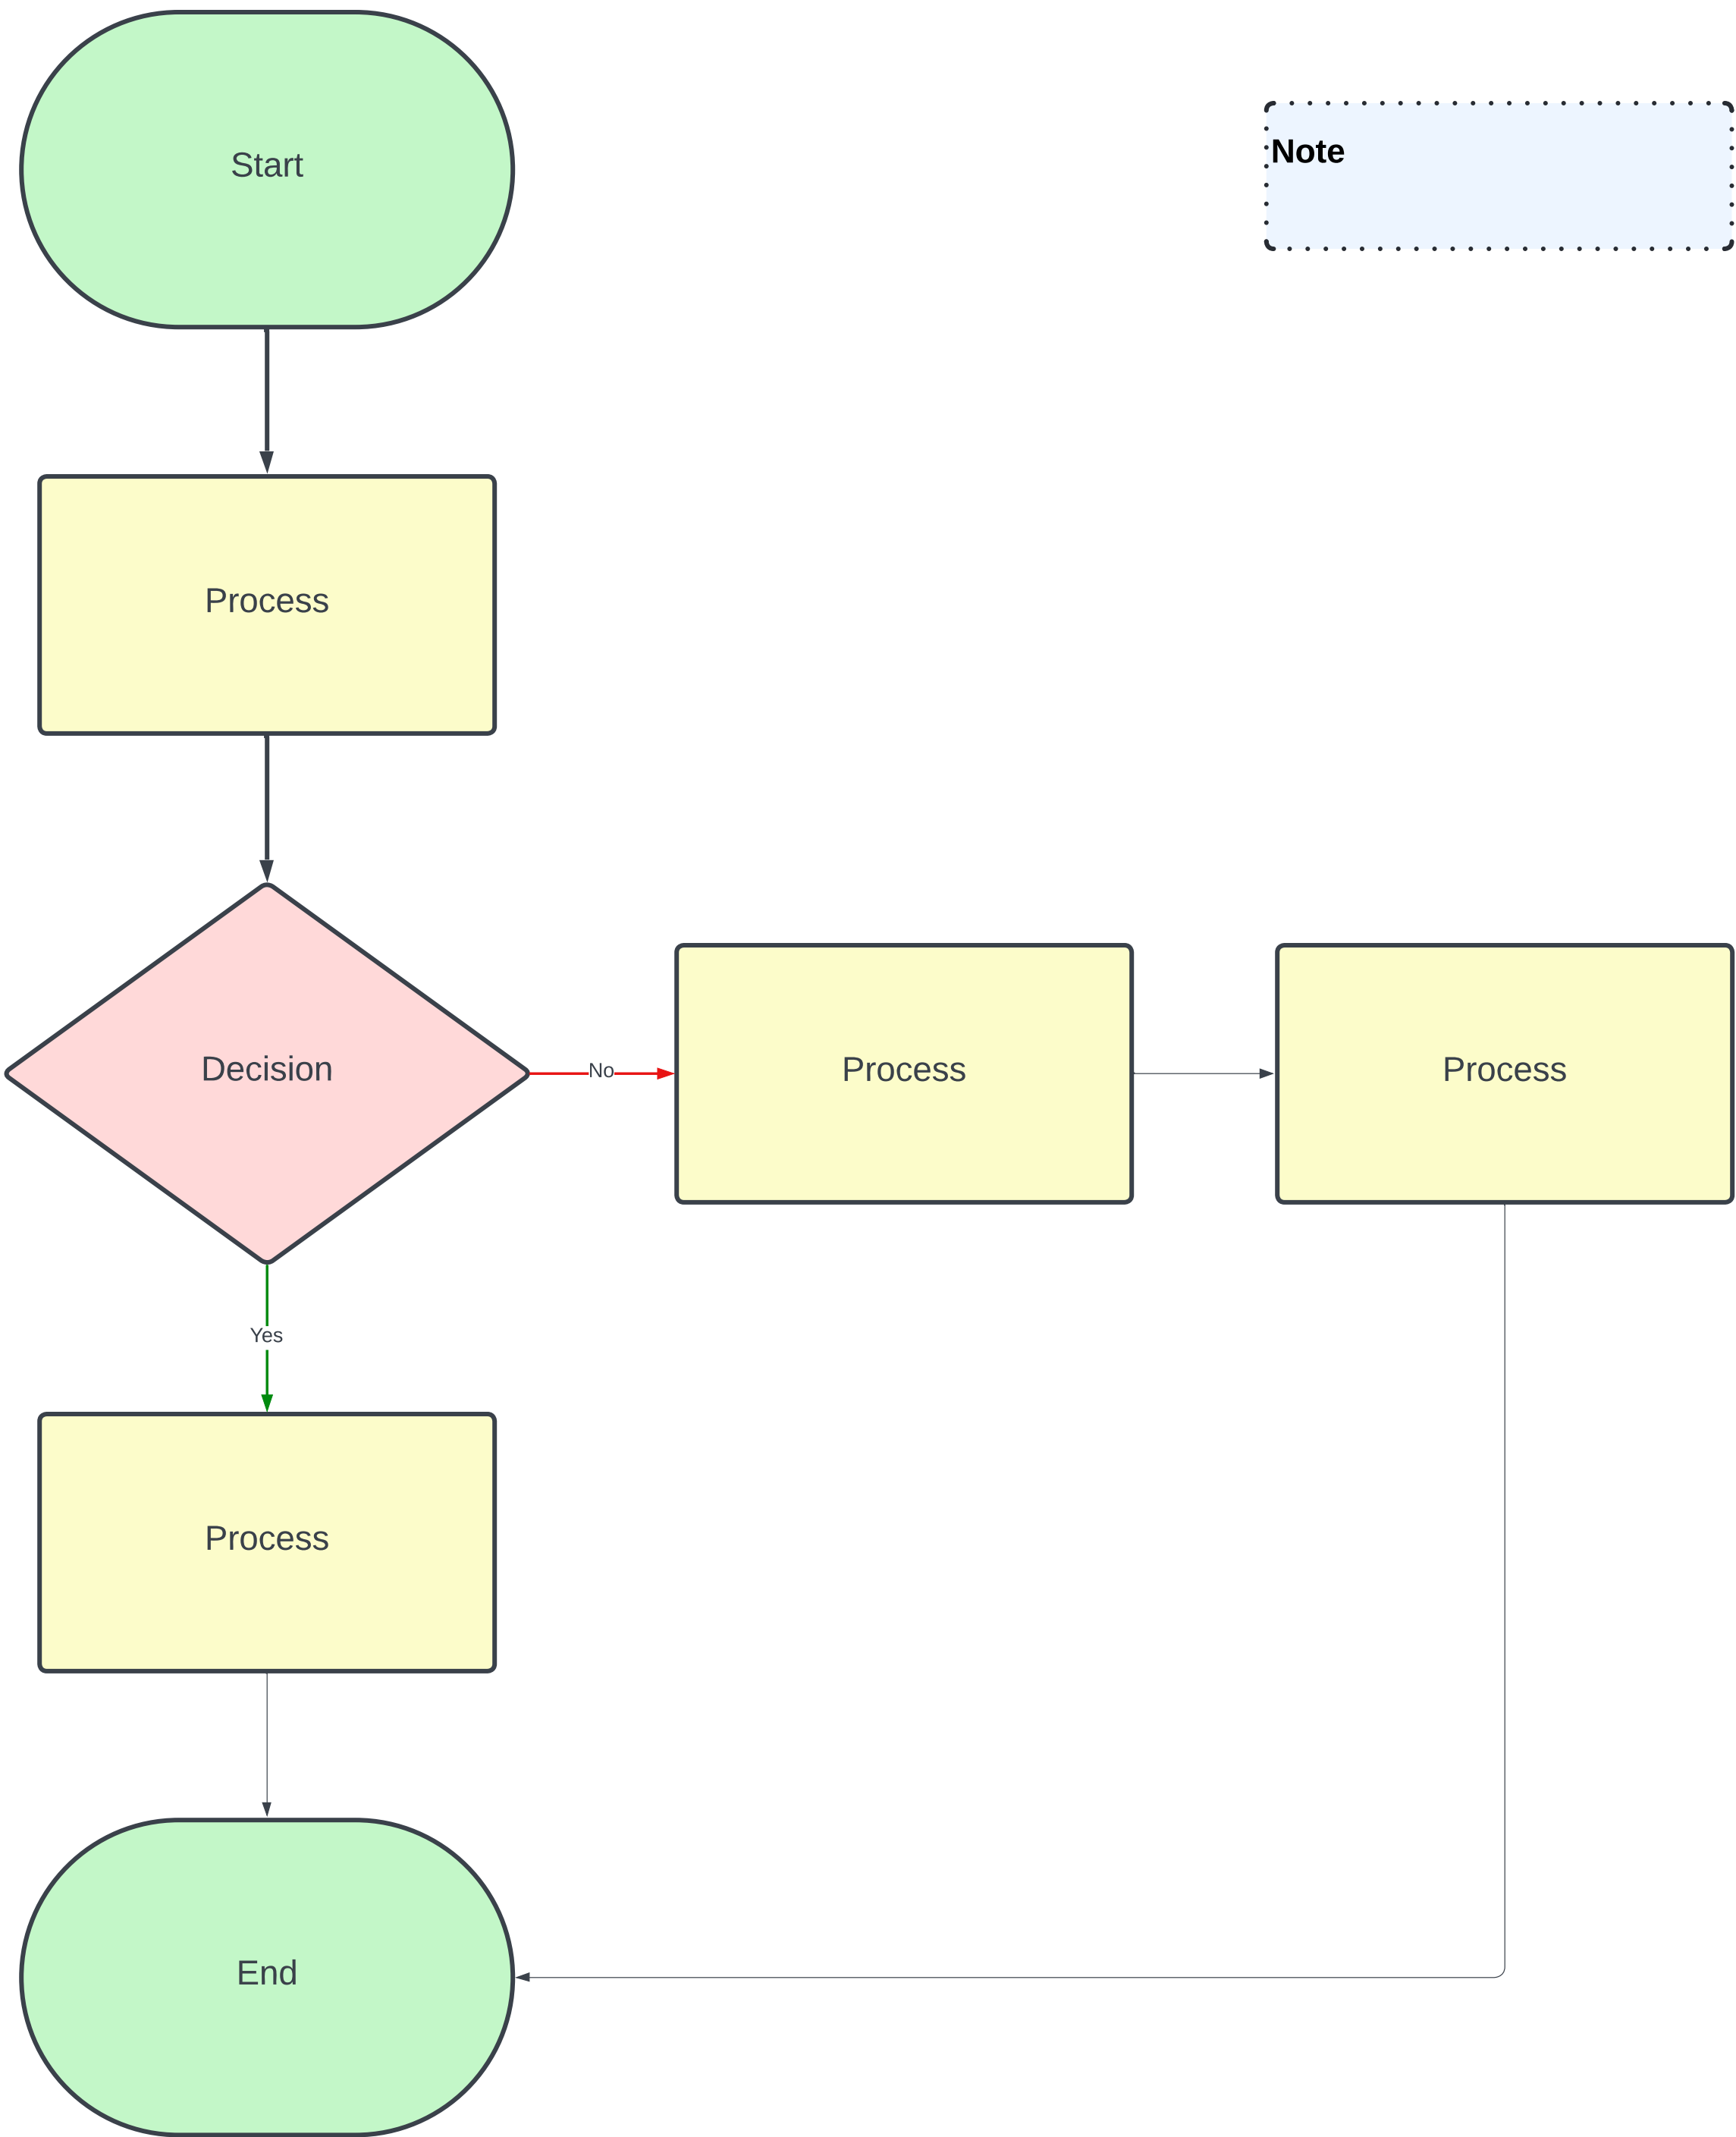 Start
Note
Process
Decision
No
Process
Process
Yes
Process
End